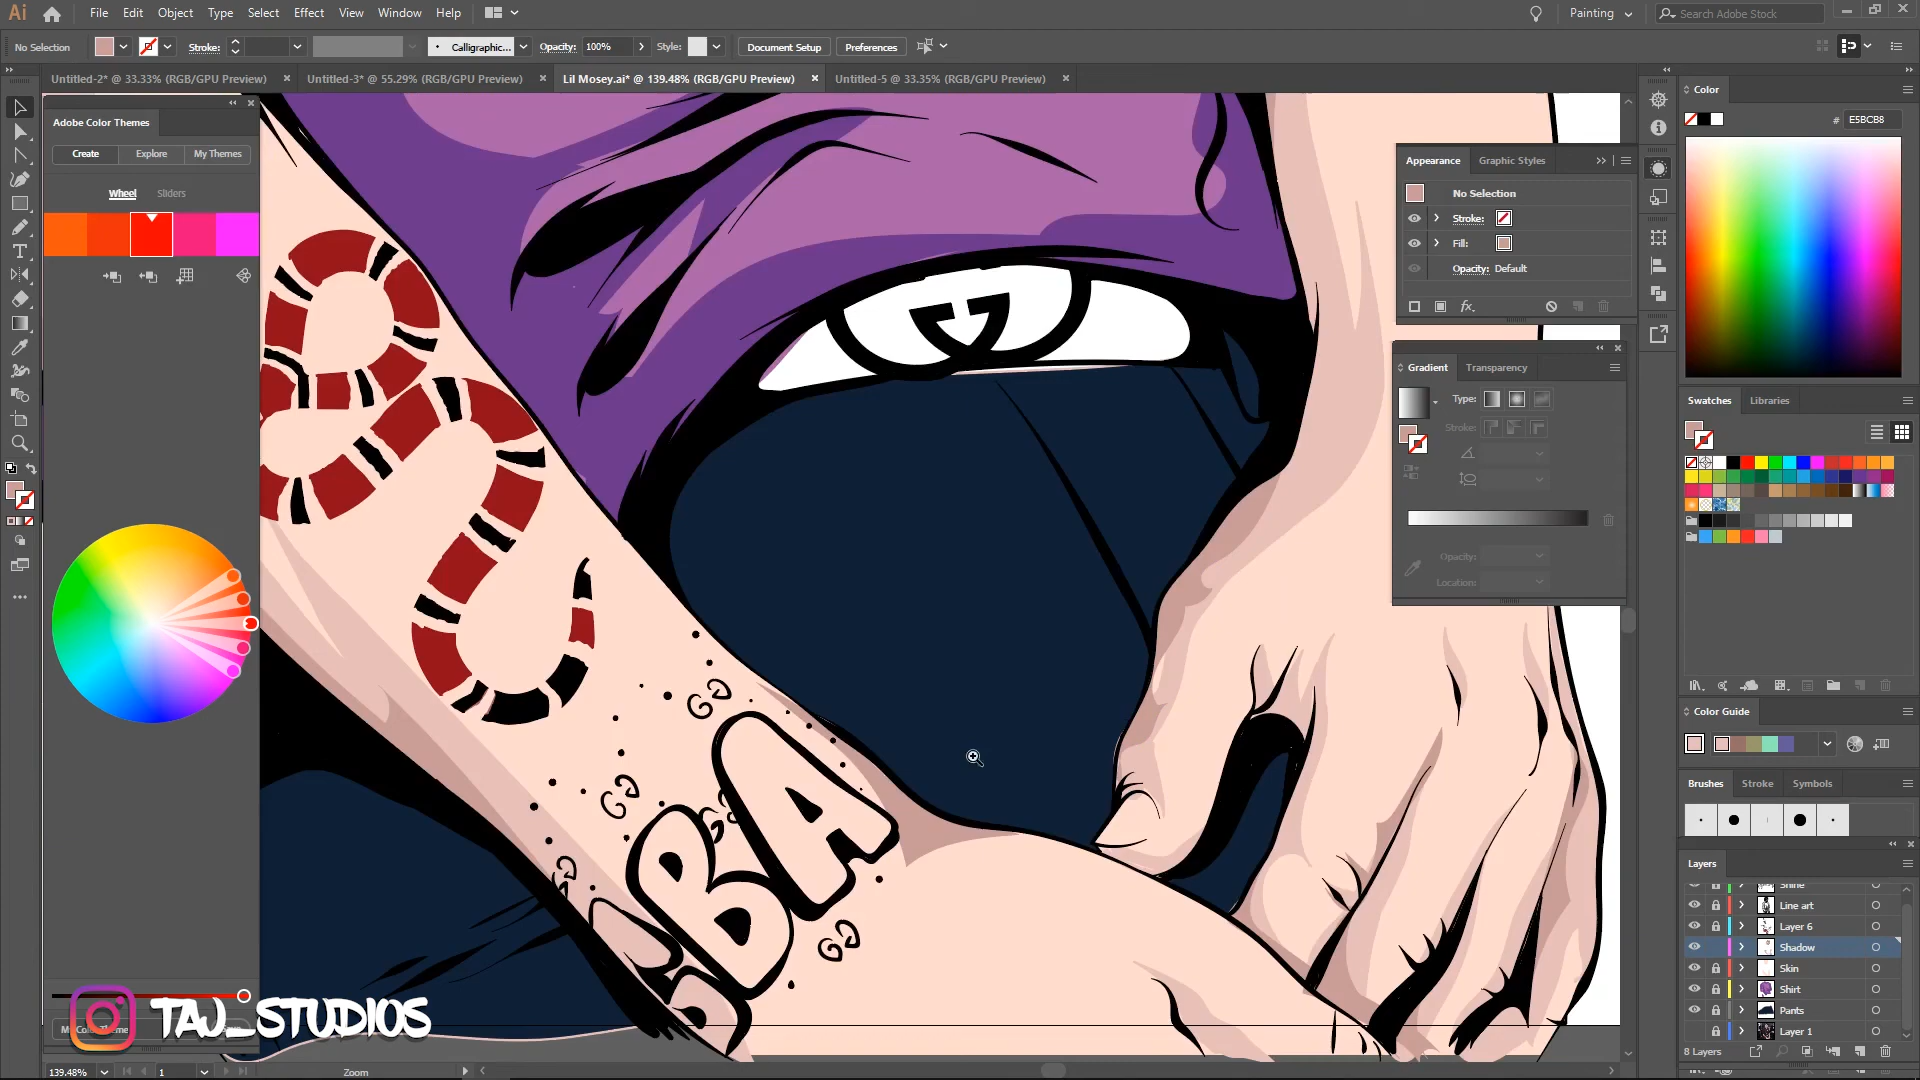 Ai File Edit Object Type Select Effect View Window Help Painting Search Adobe Stock
No Selection Stroke: Calligraphic... Opacity: 100% Style: Document Setup Preferences
Untitled-2* @ 33.33% (RGB/GPU Preview) Untitled-3* @ 55.29% (RGB/GPU Preview) Lil Mosey.ai* @ 139.48% (RGB/GPU Preview) Untitled-5 @ 33.35% (RGB/GPU Preview)
Adobe Color Themes
Create Explore My Themes
Wheel Sliders
BA
TAJ_STUDIOS
139.48% 1 Zoom
Appearance Graphic Styles
No Selection
Stroke:
Fill:
Opacity: Default
fx.
Gradient Transparency
Type:
Stroke:
Opacity:
Location:
Color
# E5BCB8
Swatches Libraries
Color Guide
Brushes Stroke Symbols
Layers
Shine
Line art
Layer 6
Shadow
Skin
Shirt
Pants
Layer 1
8 Layers